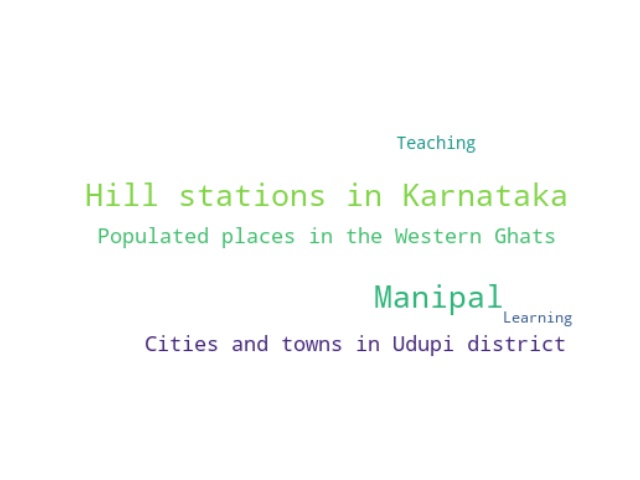 Teaching
Hill stations in Karnataka
Populated places in the Western Ghats
Manipal
Learning
Cities and towns in Udupi district